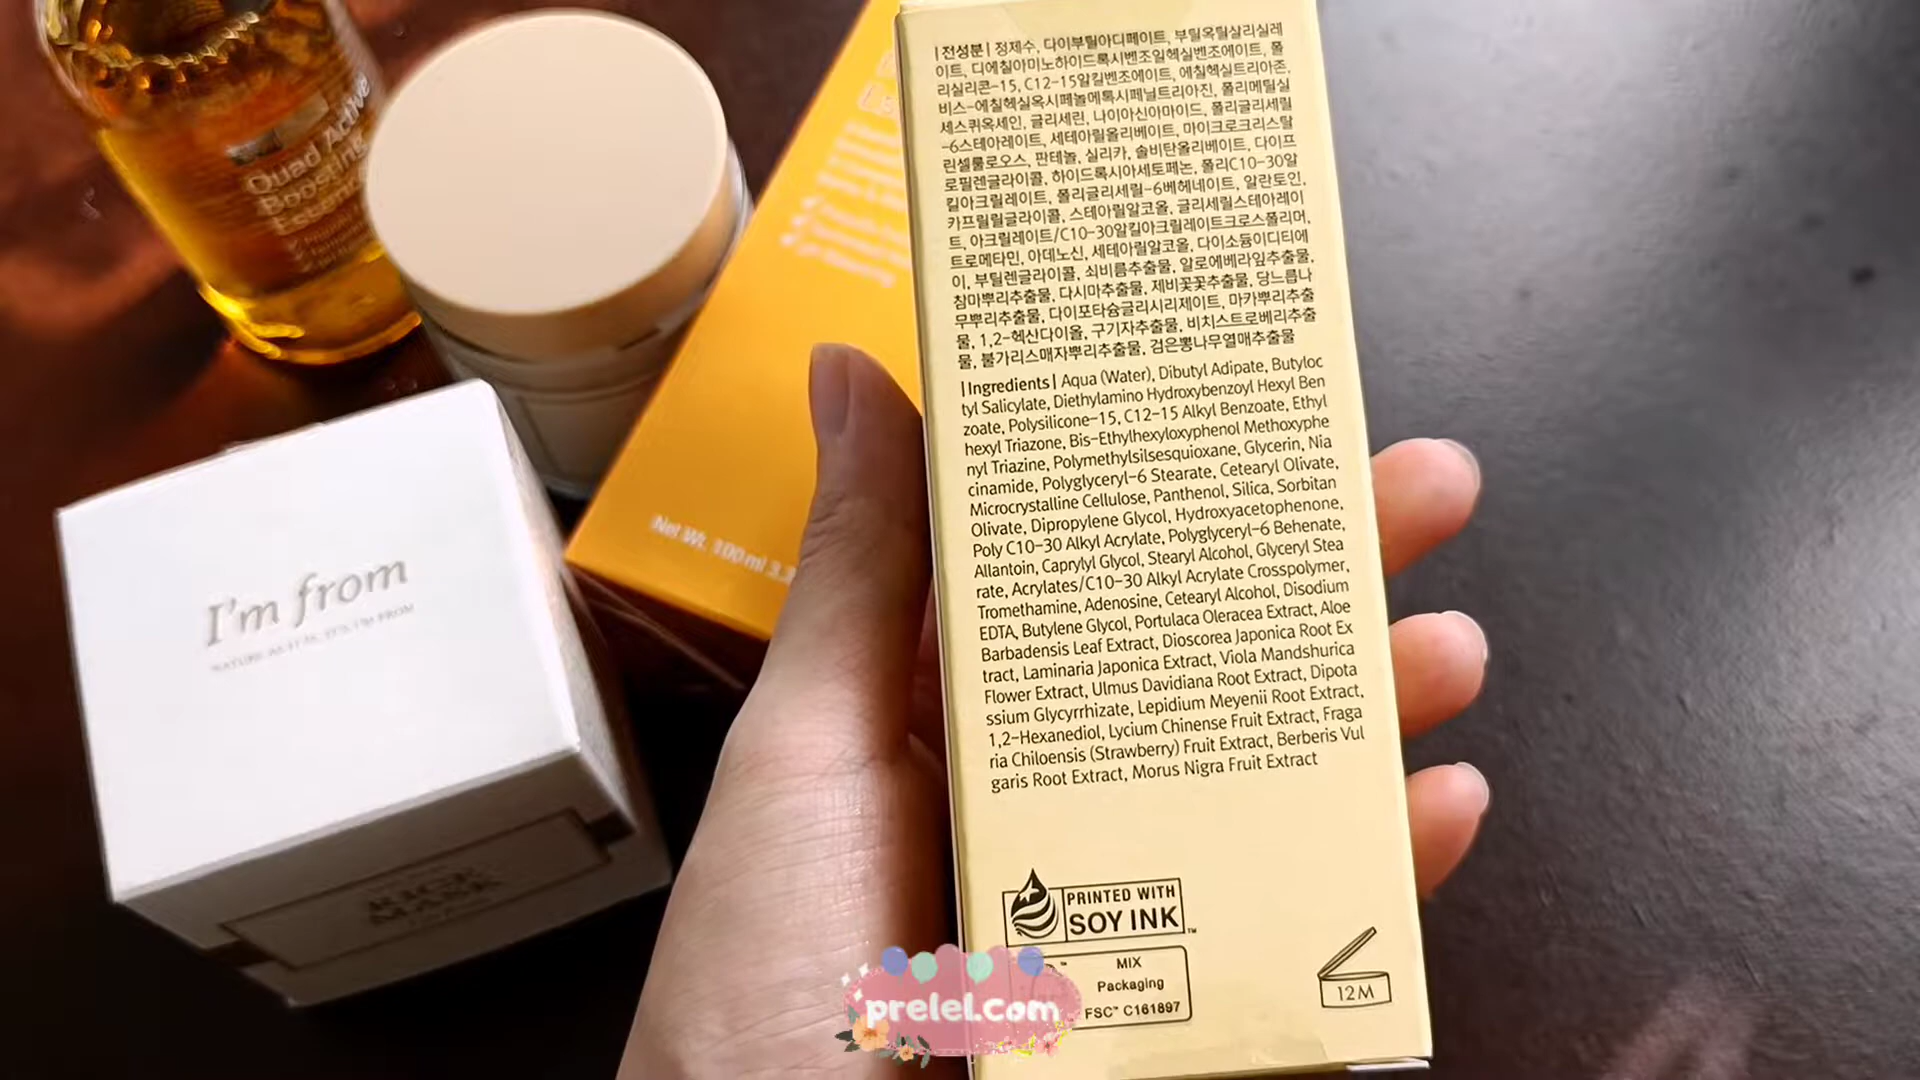 Quad Active
Boosting
Essence
I'm from
NATURE AS IT IS, IT'S I'M FROM
RICE
MASK
Net Wt. 100ml 3.
|전성분| 정제수, 다이부틸아디페이트, 부틸옥틸살리실레
이트, 디에칠아미노하이드록시벤조일헥실벤조에이트, 폴
리실리콘-15, C12-15알킬벤조에이트, 에칠헥실트리아존,
비스-에칠헥실옥시페놀메톡시페닐트리아진, 폴리메틸실
세스퀴옥세인, 글리세린, 나이아신아마이드, 폴리글리세릴
-6스테아레이트, 세테아릴올리베이트, 마이크로크리스탈
린셀룰로오스, 판테놀, 실리카, 솔비탄올리베이트, 다이프
로필렌글라이콜, 하이드록시아세토페논, 폴리C10-30알
킬아크릴레이트, 폴리글리세릴-6베헤네이트, 알란토인,
카프릴릴글라이콜, 스테아릴알코올, 글리세릴스테아레이
트, 아크릴레이트/C10-30알킬아크릴레이트크로스폴리머,
트로메타민, 아데노신, 세테아릴알코올, 다이소듐이디티에
이, 부틸렌글라이콜, 쇠비름추출물, 알로에베라잎추출물,
참마뿌리추출물, 다시마추출물, 제비꽃꽃추출물, 당느릅나
무뿌리추출물, 다이포타슘글리시리제이트, 마카뿌리추출
물, 1,2-헥산다이올, 구기자추출물, 비치스트로베리추출
물, 불가리스매자뿌리추출물, 검은뽕나무열매추출물
|Ingredients| Aqua (Water), Dibutyl Adipate, Butyloc
tyl Salicylate, Diethylamino Hydroxybenzoyl Hexyl Ben
zoate, Polysilicone-15, C12-15 Alkyl Benzoate, Ethyl
hexyl Triazone, Bis-Ethylhexyloxyphenol Methoxyphe
nyl Triazine, Polymethylsilsesquioxane, Glycerin, Nia
cinamide, Polyglyceryl-6 Stearate, Cetearyl Olivate,
Microcrystalline Cellulose, Panthenol, Silica, Sorbitan
Olivate, Dipropylene Glycol, Hydroxyacetophenone,
Poly C10-30 Alkyl Acrylate, Polyglyceryl-6 Behenate,
Allantoin, Caprylyl Glycol, Stearyl Alcohol, Glyceryl Stea
rate, Acrylates/C10-30 Alkyl Acrylate Crosspolymer,
Tromethamine, Adenosine, Cetearyl Alcohol, Disodium
EDTA, Butylene Glycol, Portulaca Oleracea Extract, Aloe
Barbadensis Leaf Extract, Dioscorea Japonica Root Ex
tract, Laminaria Japonica Extract, Viola Mandshurica
Flower Extract, Ulmus Davidiana Root Extract, Dipota
ssium Glycyrrhizate, Lepidium Meyenii Root Extract,
1,2-Hexanediol, Lycium Chinense Fruit Extract, Fraga
ria Chiloensis (Strawberry) Fruit Extract, Berberis Vul
garis Root Extract, Morus Nigra Fruit Extract
PRINTED WITH
SOY INK™
MIX
Packaging
FSC™ C161897
12M
prelel.com